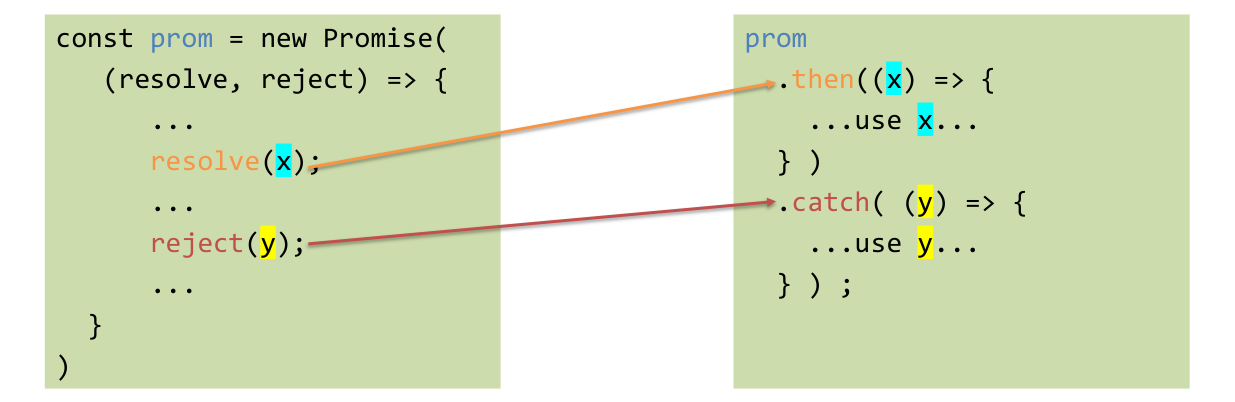 const prom = new Promise(
(resolve, reject) => {
...
resolve(x);
...
reject(y);
...
}
)
prom
.then((x) => {
...use x...
} )
.catch( (y) => {
...use y...
} ) ;